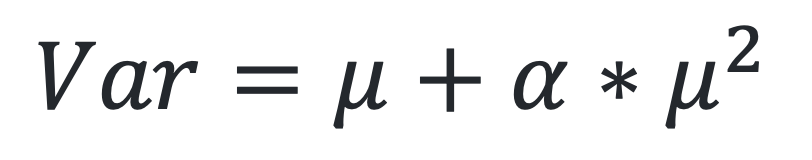 Var = μ + α * μ²